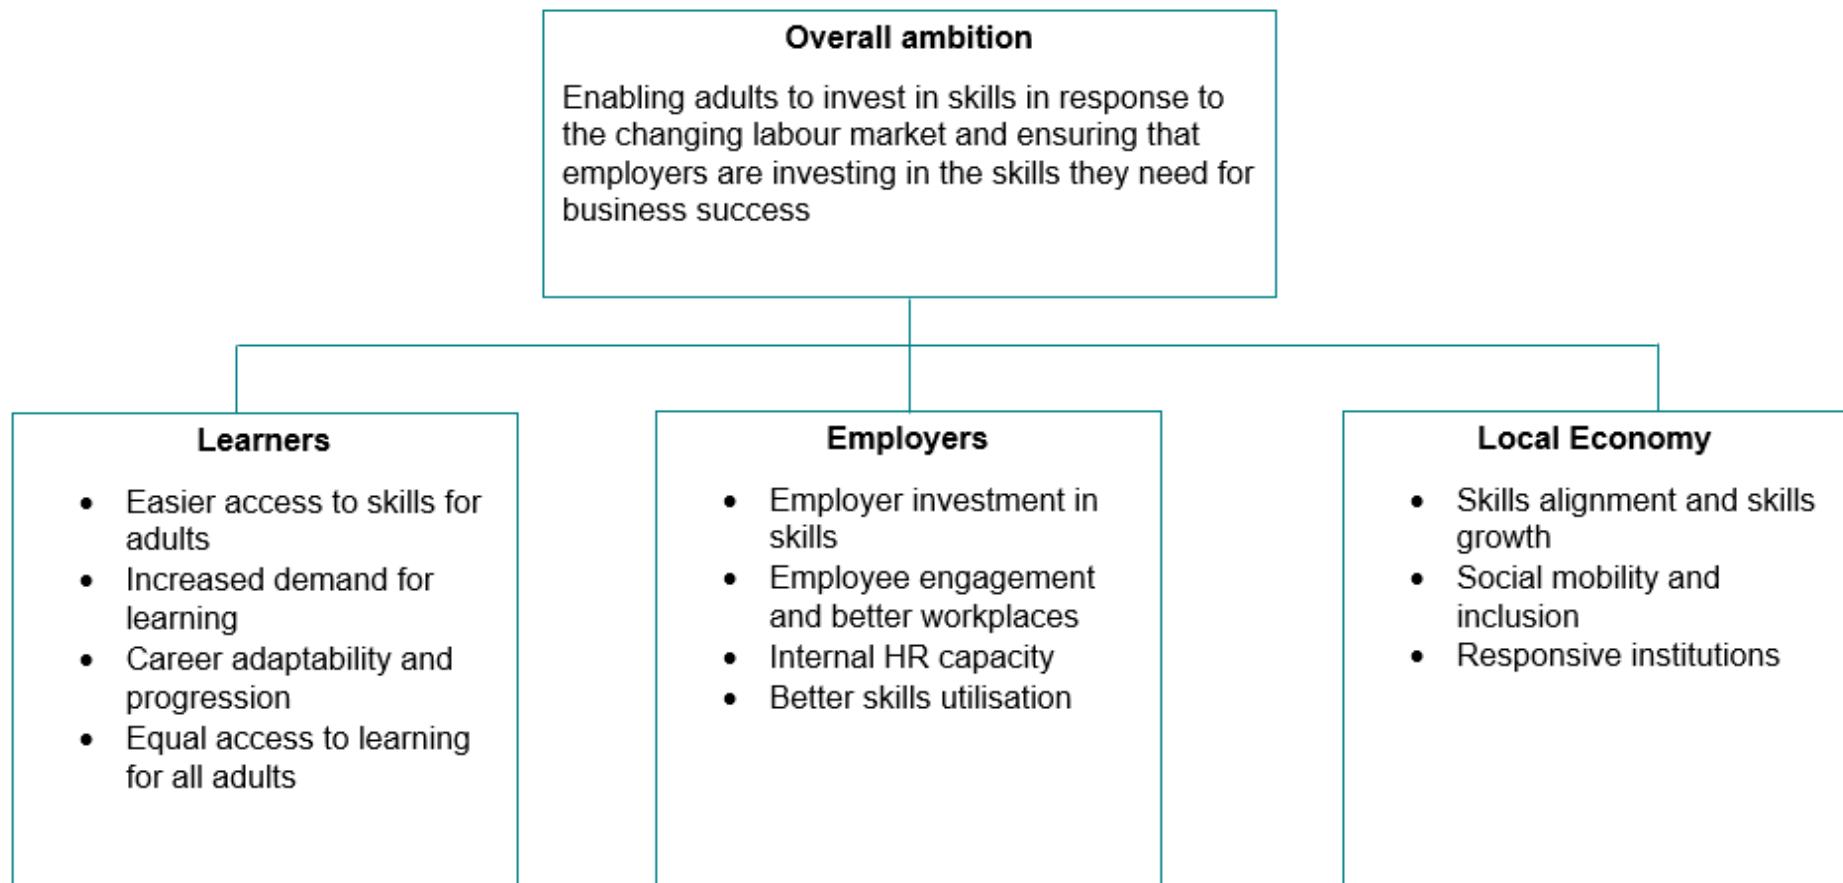 Overall ambition
Enabling adults to invest in skills in response to
the changing labour market and ensuring that
employers are investing in the skills they need for
business success
Learners
• Easier access to skills for
adults
• Increased demand for
learning
• Career adaptability and
progression
• Equal access to learning
for all adults
Employers
• Employer investment in
skills
• Employee engagement
and better workplaces
• Internal HR capacity
• Better skills utilisation
Local Economy
• Skills alignment and skills
growth
• Social mobility and
inclusion
• Responsive institutions